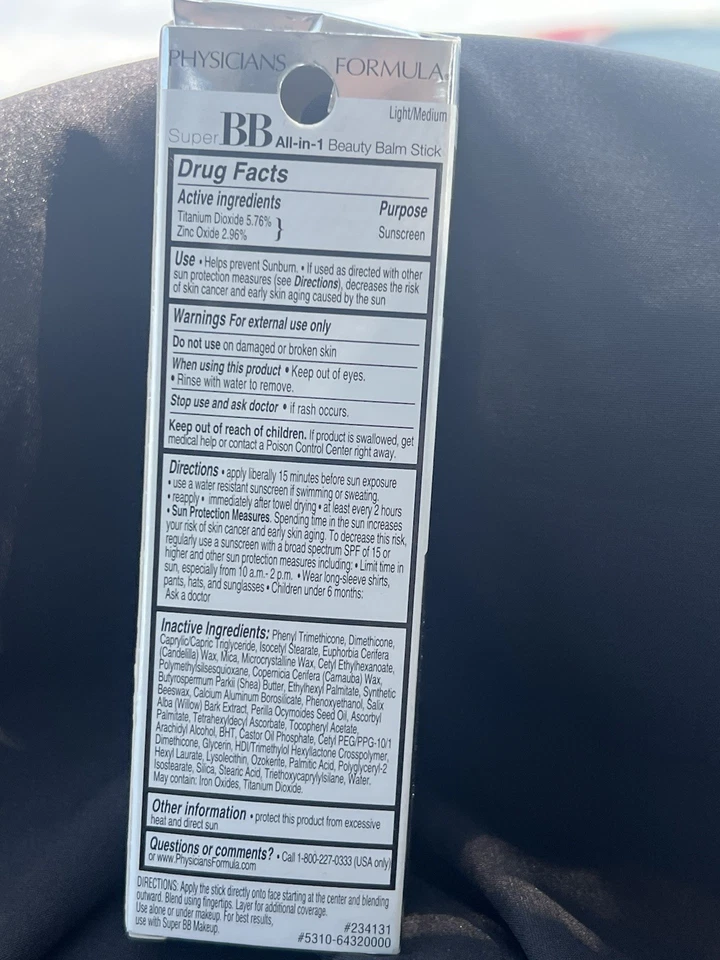 PHYSICIANS FORMULA
Light/Medium
Super BB All-in-1 Beauty Balm Stick
Drug Facts
Active ingredients Purpose
Titanium Dioxide 5.76%
Zinc Oxide 2.96% } Sunscreen
Use • Helps prevent Sunburn. • If used as directed with other
sun protection measures (see Directions), decreases the risk
of skin cancer and early skin aging caused by the sun
Warnings For external use only
Do not use on damaged or broken skin
When using this product • Keep out of eyes.
• Rinse with water to remove.
Stop use and ask doctor • if rash occurs.
Keep out of reach of children. If product is swallowed, get
medical help or contact a Poison Control Center right away.
Directions • apply liberally 15 minutes before sun exposure
• use a water resistant sunscreen if swimming or sweating,
• reapply • immediately after towel drying • at least every 2 hours
• Sun Protection Measures. Spending time in the sun increases
your risk of skin cancer and early skin aging. To decrease this risk,
regularly use a sunscreen with a broad spectrum SPF of 15 or
higher and other sun protection measures including: • Limit time in
sun, especially from 10 a.m.- 2 p.m. • Wear long-sleeve shirts,
pants, hats, and sunglasses • Children under 6 months:
Ask a doctor
Inactive Ingredients: Phenyl Trimethicone, Dimethicone,
Caprylic/Capric Triglyceride, Isocetyl Stearate, Euphorbia Cerifera
(Candelilla) Wax, Mica, Microcrystalline Wax, Cetyl Ethylhexanoate,
Polymethylsilsesquioxane, Copernicia Cerifera (Carnauba) Wax,
Butyrospermum Parkii (Shea) Butter, Ethylhexyl Palmitate, Synthetic
Beeswax, Calcium Aluminum Borosilicate, Phenoxyethanol, Salix
Alba (Willow) Bark Extract, Perilla Ocymoides Seed Oil, Ascorbyl
Palmitate, Tetrahexyldecyl Ascorbate, Tocopheryl Acetate,
Arachidyl Alcohol, BHT, Castor Oil Phosphate, Cetyl PEG/PPG-10/1
Dimethicone, Glycerin, HDI/Trimethylol Hexyllactone Crosspolymer,
Hexyl Laurate, Lysolecithin, Ozokerite, Palmitic Acid, Polyglyceryl-2
Isostearate, Silica, Stearic Acid, Triethoxycaprylylsilane, Water.
May contain: Iron Oxides, Titanium Dioxide.
Other information • protect this product from excessive
heat and direct sun
Questions or comments? • Call 1-800-227-0333 (USA only)
or www.PhysiciansFormula.com
DIRECTIONS: Apply the stick directly onto face starting at the center and blending
outward. Blend using fingertips. Layer for additional coverage.
Use alone or under makeup. For best results,
use with Super BB Makeup.
#234131
#5310-64320000